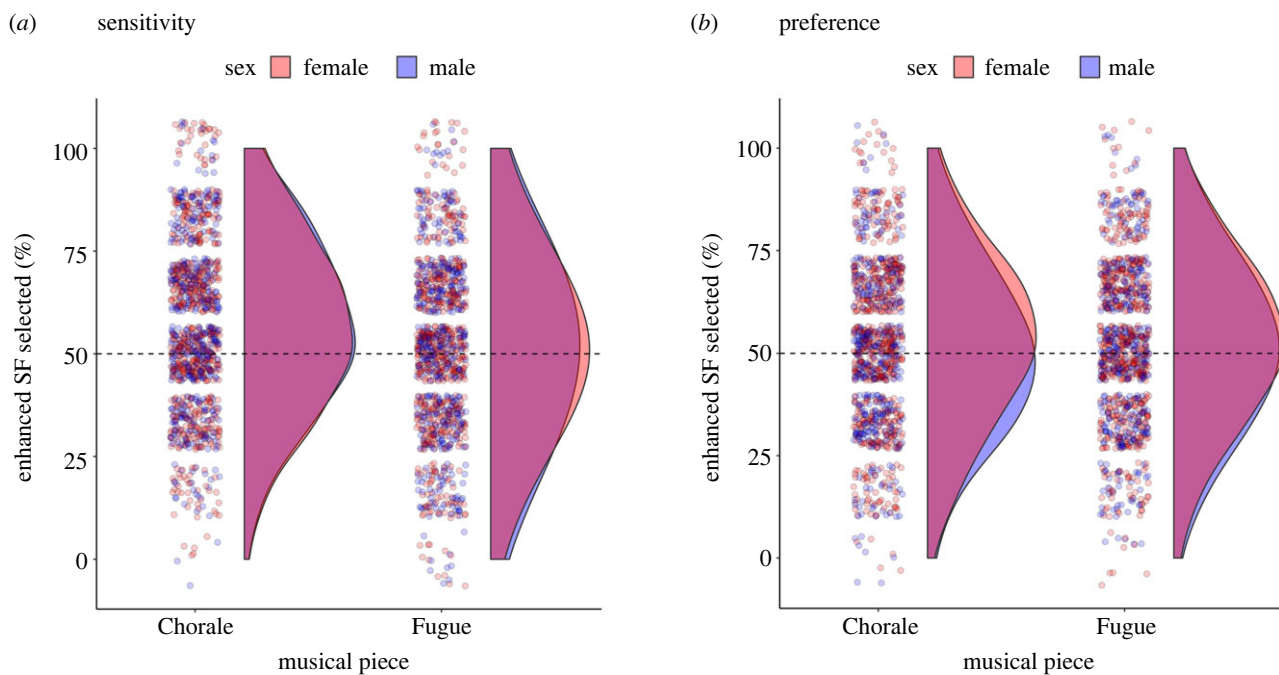 (a) sensitivity
sex female male
enhanced SF selected (%)
100
75
50
25
0
Chorale Fugue
musical piece
(b) preference
sex female male
enhanced SF selected (%)
100
75
50
25
0
Chorale Fugue
musical piece